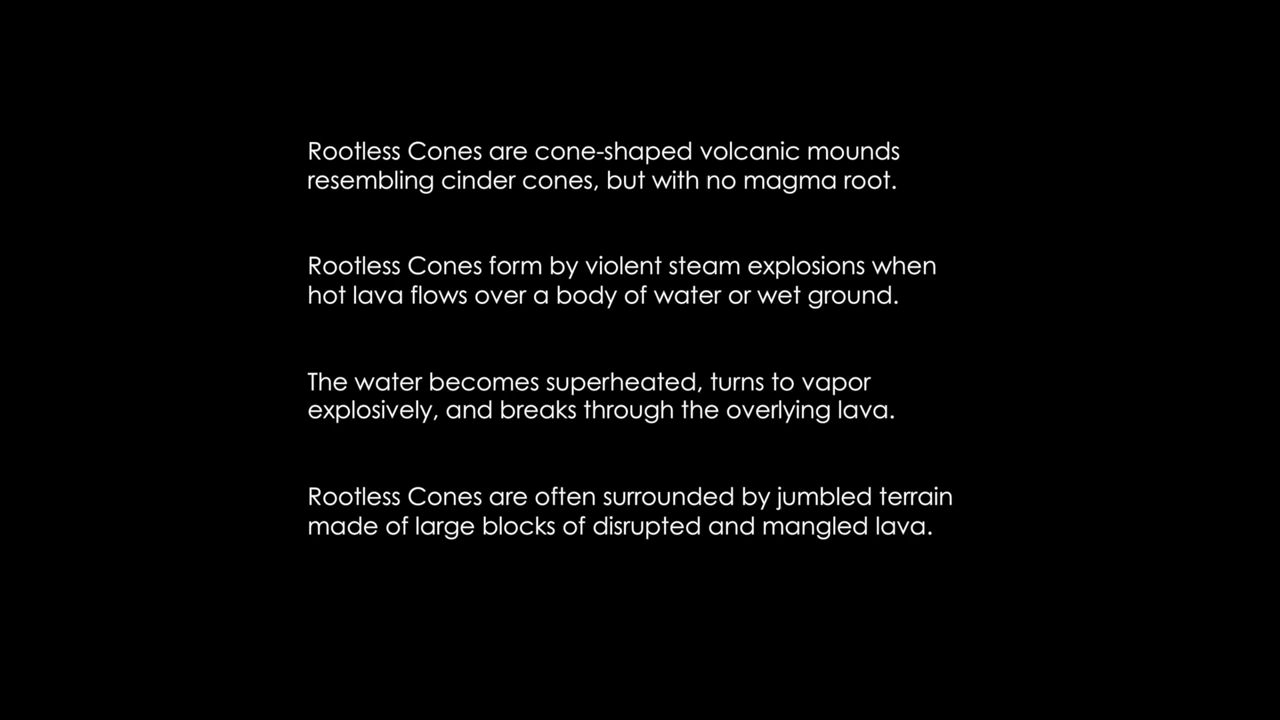 Rootless Cones are cone-shaped volcanic mounds
resembling cinder cones, but with no magma root.
Rootless Cones form by violent steam explosions when
hot lava flows over a body of water or wet ground.
The water becomes superheated, turns to vapor
explosively, and breaks through the overlying lava.
Rootless Cones are often surrounded by jumbled terrain
made of large blocks of disrupted and mangled lava.